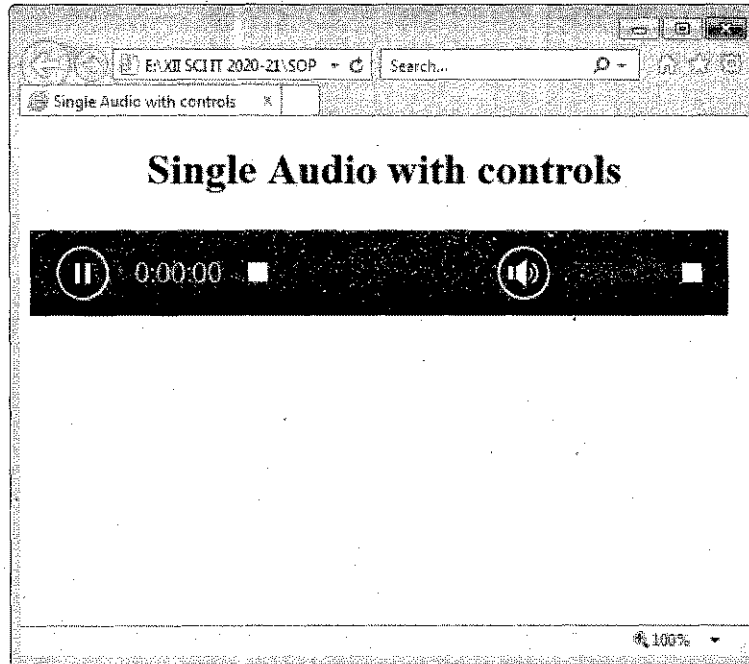 E:\XII SCI IT 2020-21\SOP
Search...
Single Audio with controls
Single Audio with controls
0:00:00
100%